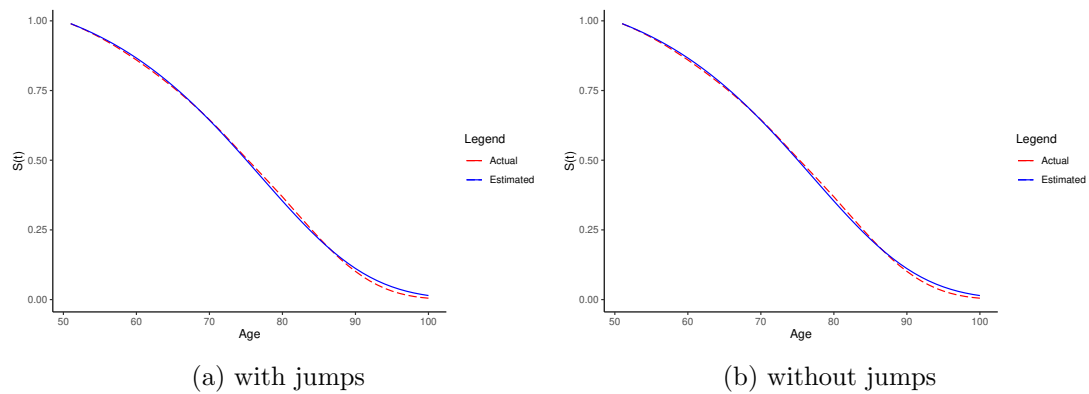 1.00
0.75
0.50
0.25
0.00
S(t)
50 60 70 80 90 100
Age
Legend
Actual
Estimated
(a) with jumps
1.00
0.75
0.50
0.25
0.00
S(t)
50 60 70 80 90 100
Age
Legend
Actual
Estimated
(b) without jumps